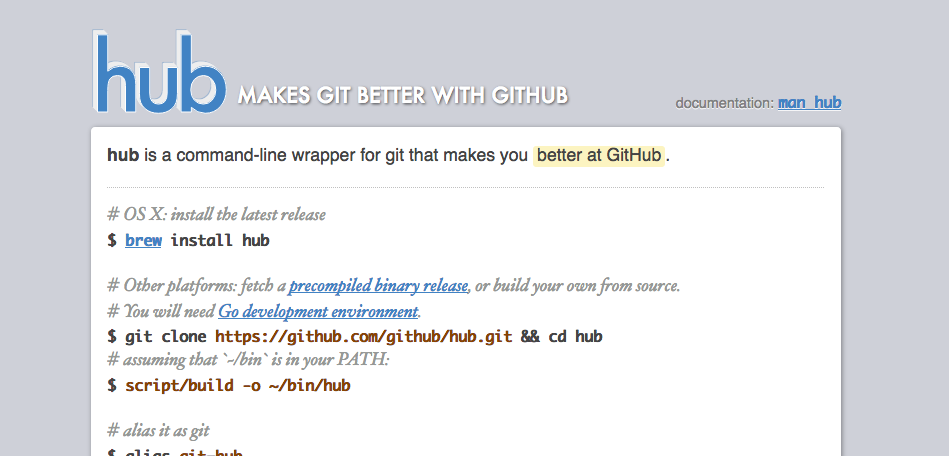 hub MAKES GIT BETTER WITH GITHUB
documentation: man hub
hub is a command-line wrapper for git that makes you better at GitHub.
# OS X: install the latest release
$ brew install hub
# Other platforms: fetch a precompiled binary release, or build your own from source.
# You will need Go development environment.
$ git clone https://github.com/github/hub.git && cd hub
# assuming that `~/bin` is in your PATH:
$ script/build -o ~/bin/hub
# alias it as git
$ alias git=hub